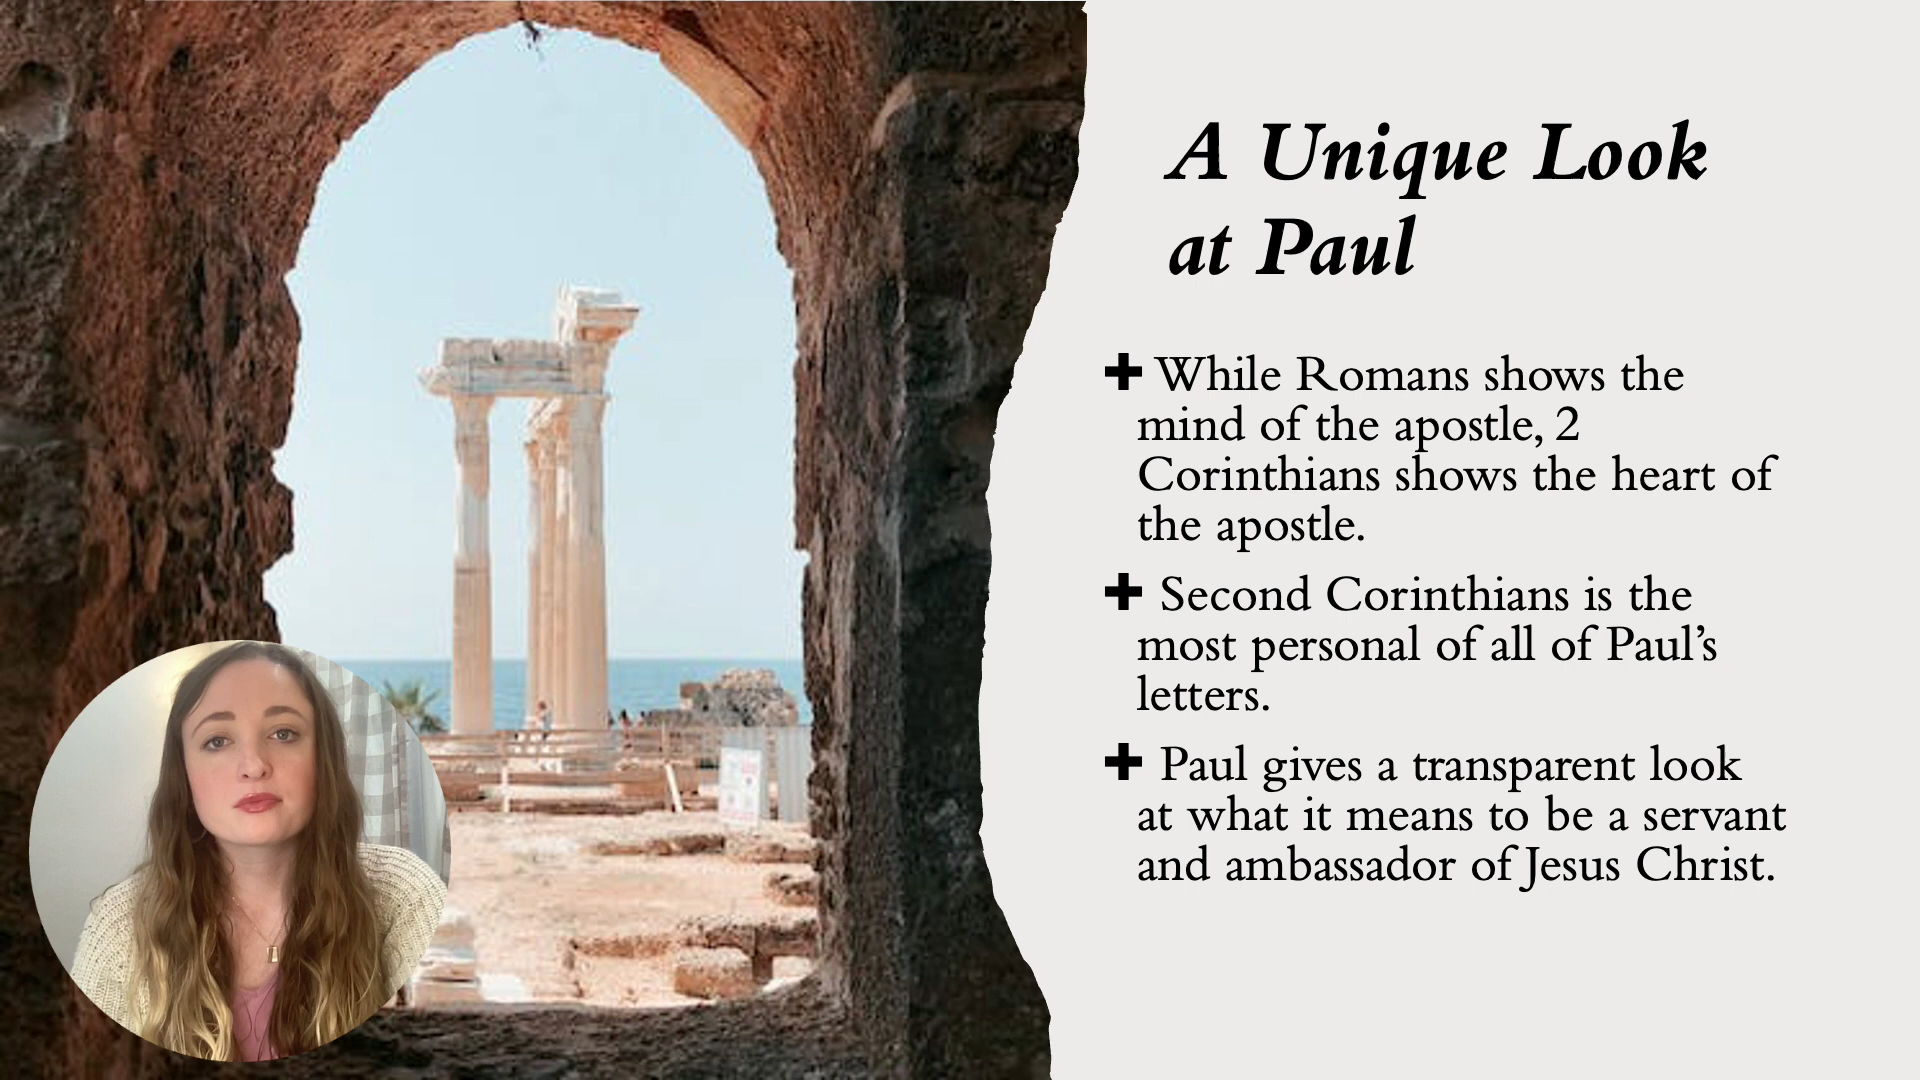 A Unique Look
at Paul
✚ While Romans shows the
mind of the apostle, 2
Corinthians shows the heart of
the apostle.
✚ Second Corinthians is the
most personal of all of Paul’s
letters.
✚ Paul gives a transparent look
at what it means to be a servant
and ambassador of Jesus Christ.